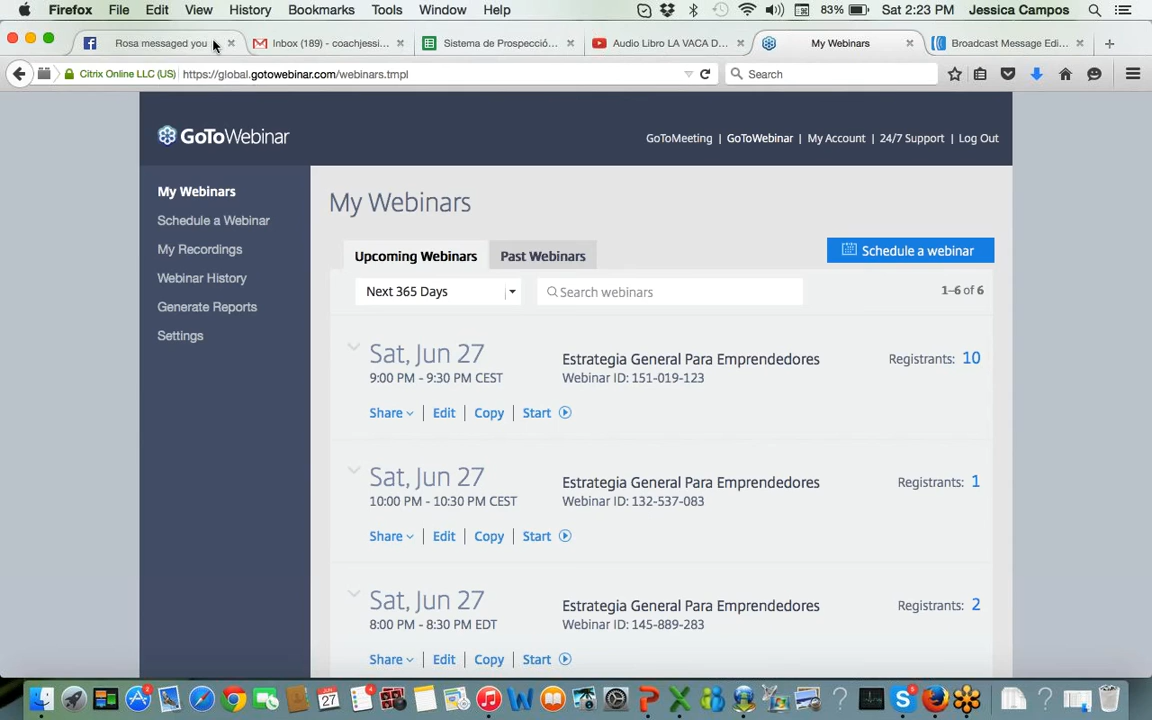 Firefox File Edit View History Bookmarks Tools Window Help 83% Sat 2:23 PM Jessica Campos
Rosa messaged you Inbox (189) - coachjessi... Sistema de Prospecció... Audio Libro LA VACA D... My Webinars Broadcast Message Edi...
Citrix Online LLC (US) https://global.gotowebinar.com/webinars.tmpl Search
GoToWebinar
GoToMeeting | GoToWebinar | My Account | 24/7 Support | Log Out
My Webinars
Schedule a Webinar
My Recordings
Webinar History
Generate Reports
Settings
My Webinars
Upcoming Webinars Past Webinars Schedule a webinar
Next 365 Days Search webinars 1–6 of 6
Sat, Jun 27 Estrategia General Para Emprendedores Registrants: 10
9:00 PM - 9:30 PM CEST Webinar ID: 151-019-123
Share | Edit | Copy | Start
Sat, Jun 27 Estrategia General Para Emprendedores Registrants: 1
10:00 PM - 10:30 PM CEST Webinar ID: 132-537-083
Share | Edit | Copy | Start
Sat, Jun 27 Estrategia General Para Emprendedores Registrants: 2
8:00 PM - 8:30 PM EDT Webinar ID: 145-889-283
Share | Edit | Copy | Start